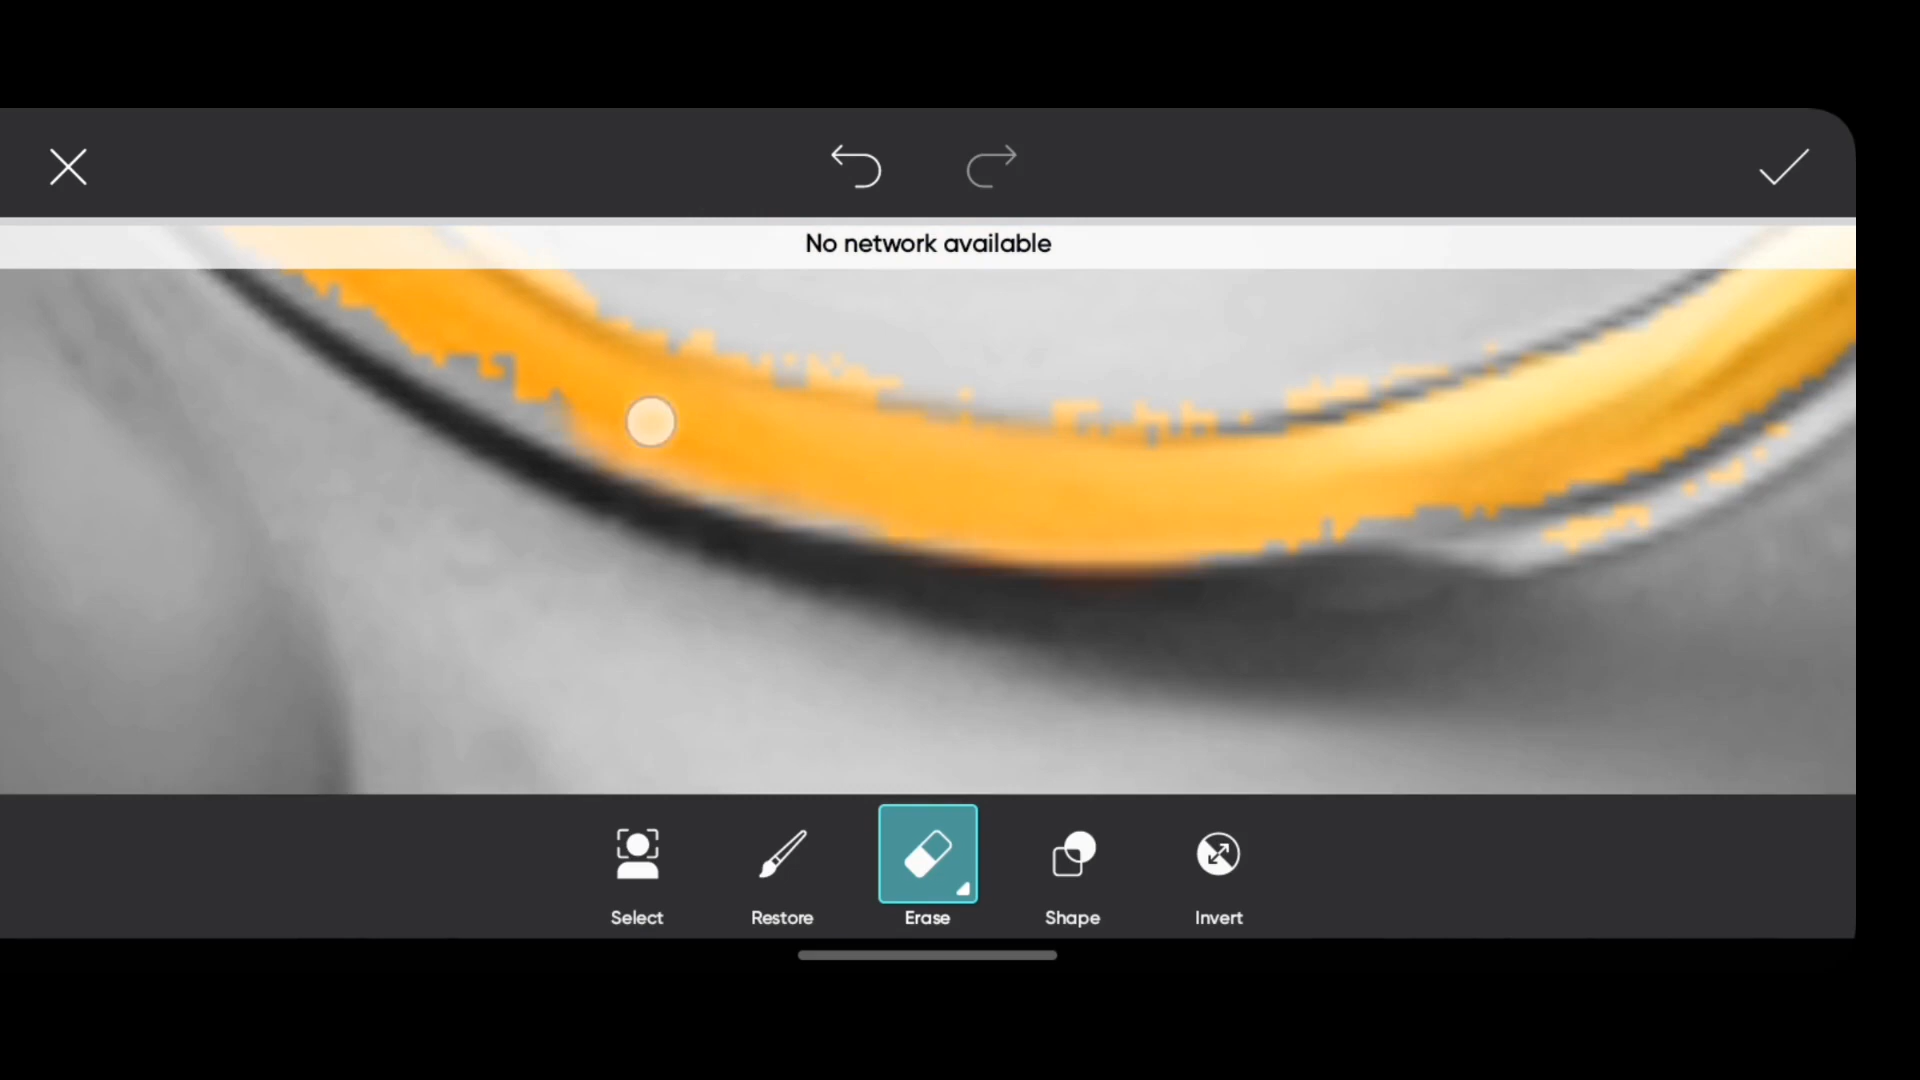 No network available
Select
Restore
Erase
Shape
Invert